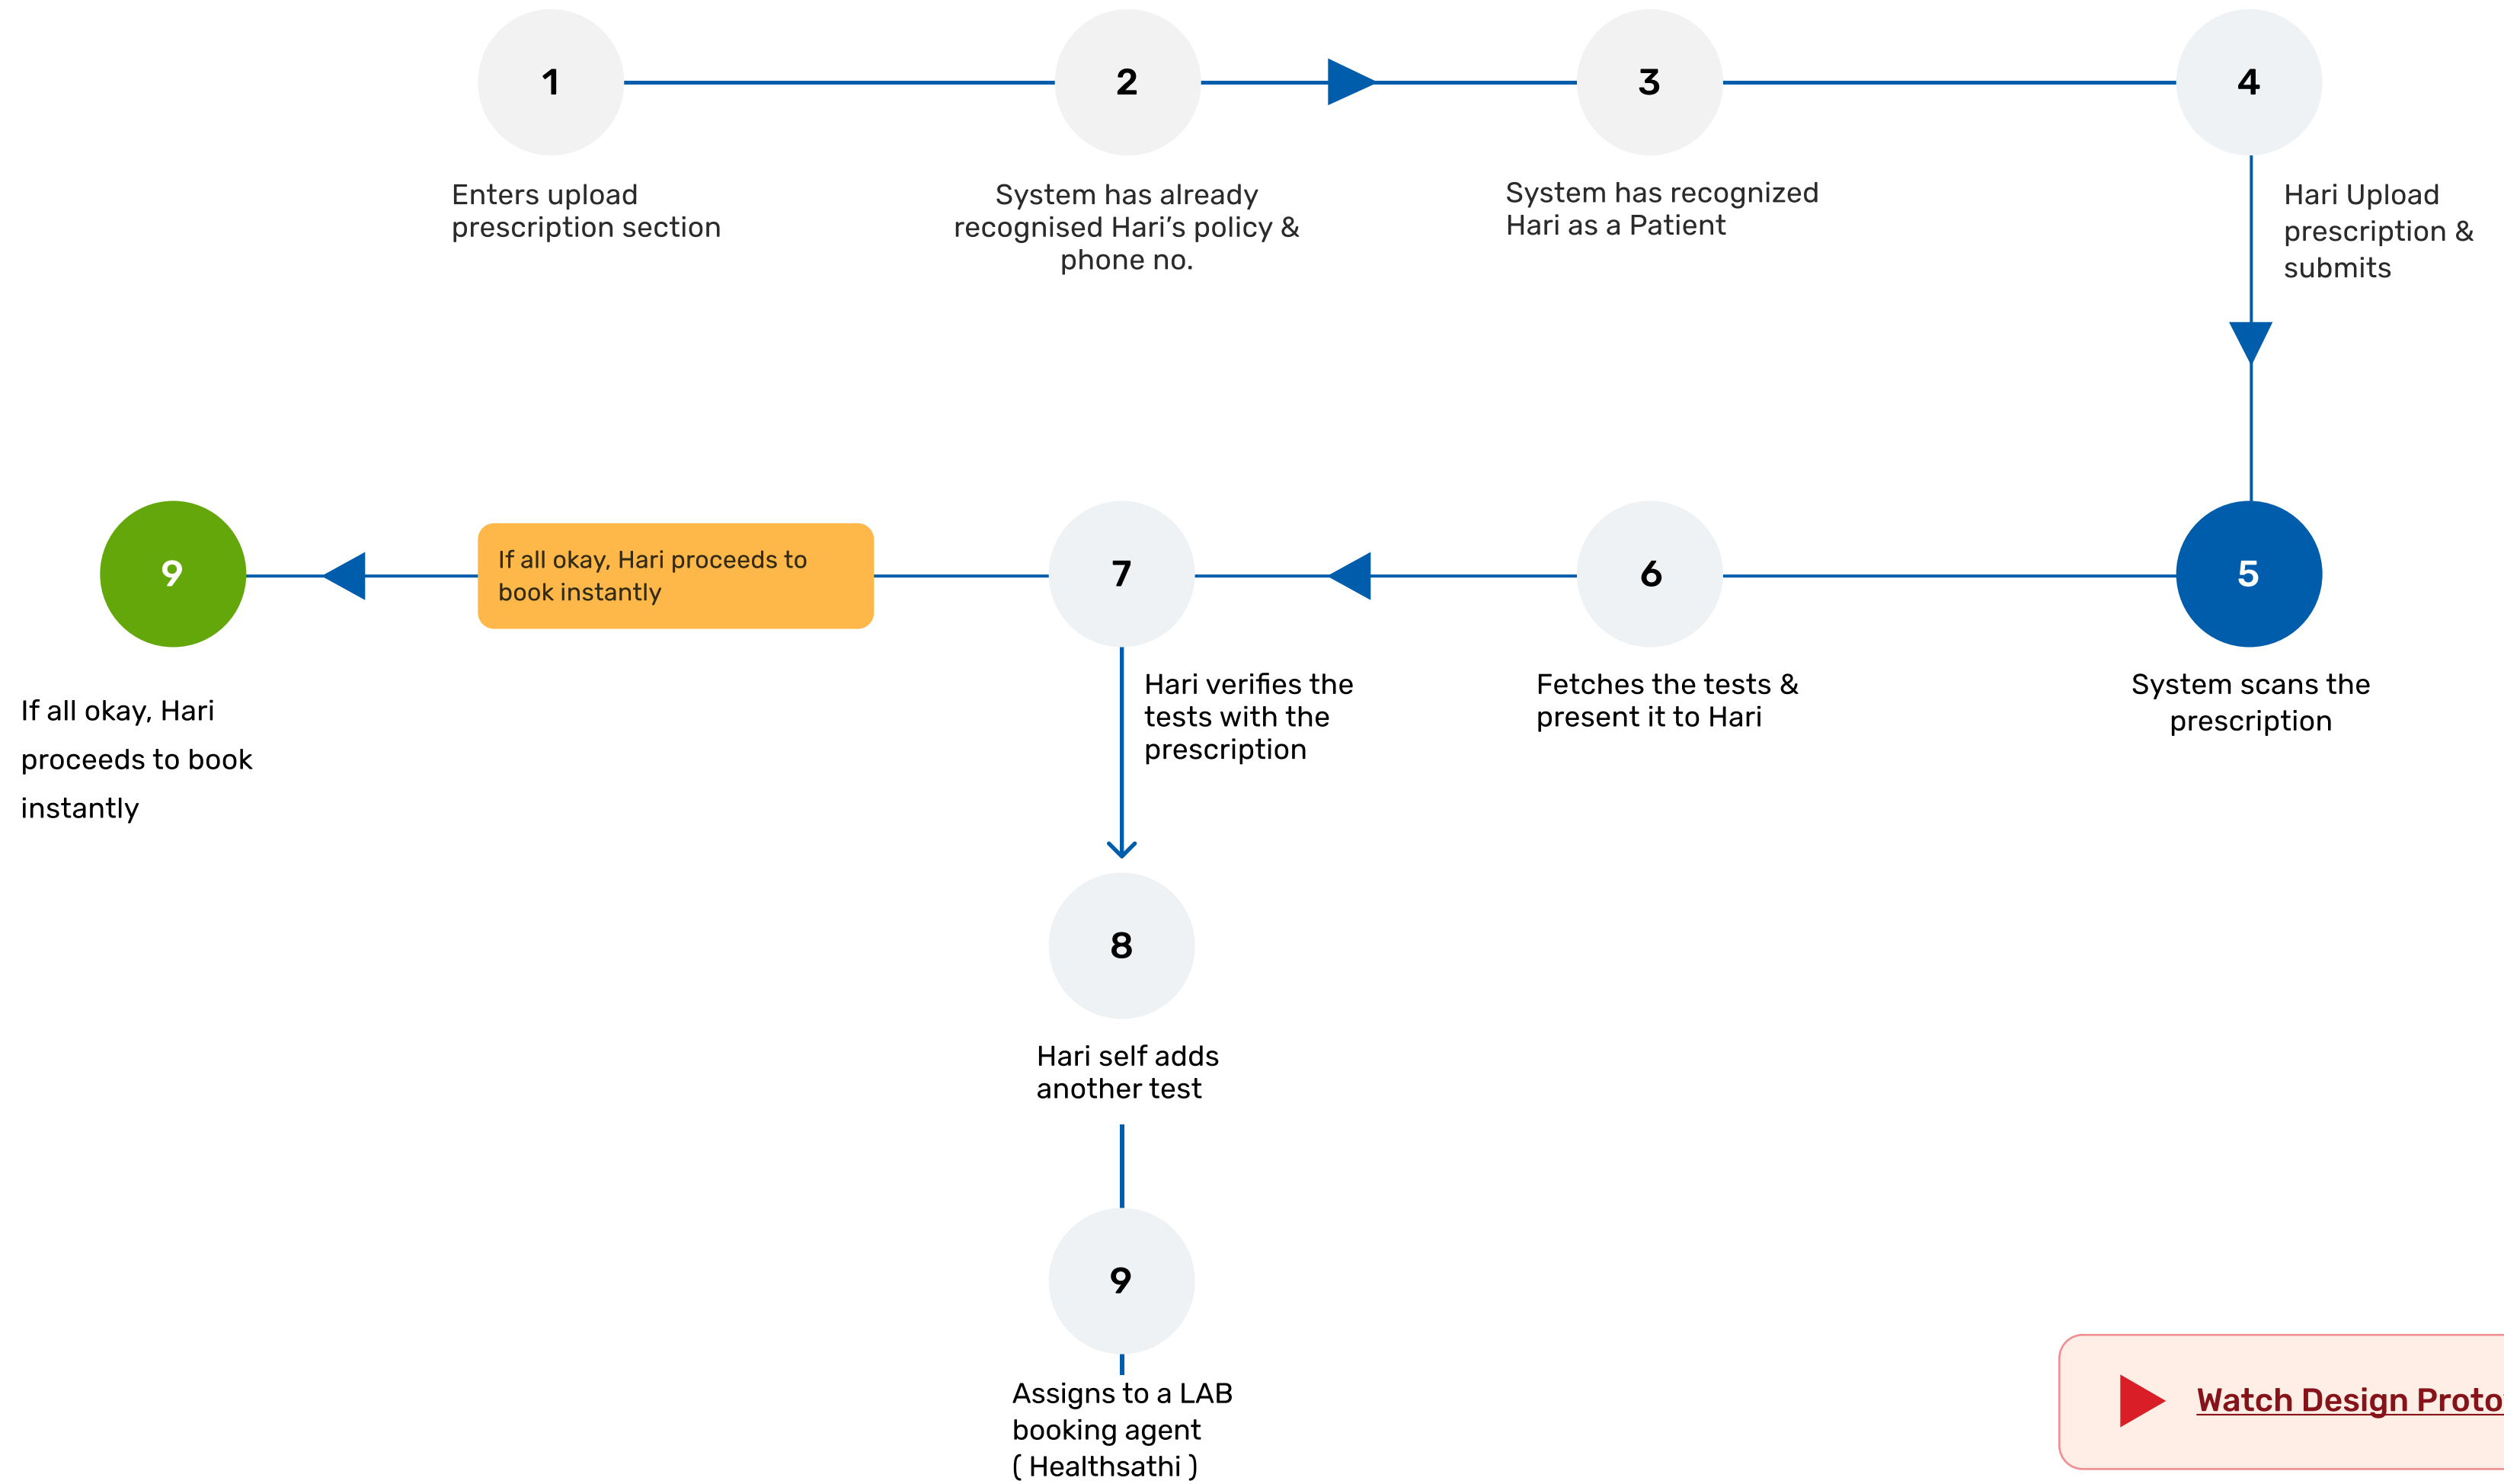 1
2
3
4
Enters upload
prescription section
System has already
recognised Hari’s policy &
phone no.
System has recognized
Hari as a Patient
Hari Upload
prescription &
submits
9
If all okay, Hari proceeds to
book instantly
7
6
5
If all okay, Hari
proceeds to book
instantly
Hari verifies the
tests with the
prescription
Fetches the tests &
present it to Hari
System scans the
prescription
8
Hari self adds
another test
9
Assigns to a LAB
booking agent
( Healthsathi )
Watch Design